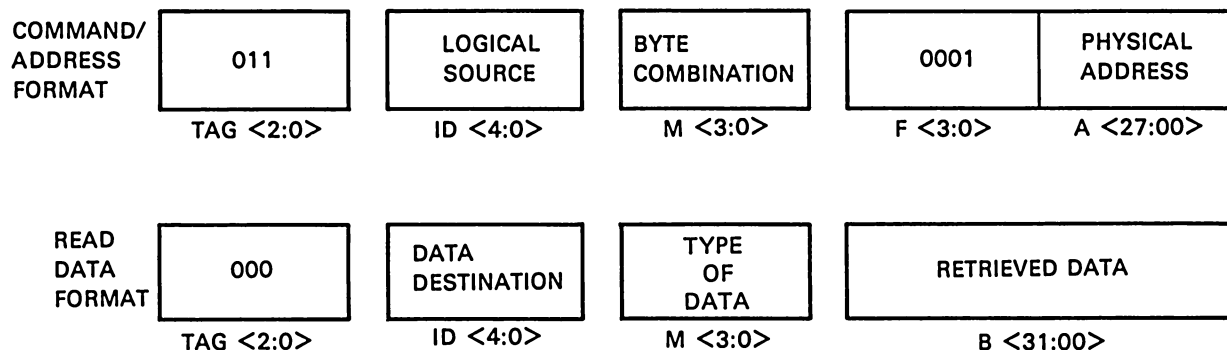 COMMAND/
ADDRESS
FORMAT
011
LOGICAL
SOURCE
BYTE
COMBINATION
0001
PHYSICAL
ADDRESS
TAG <2:0>
ID <4:0>
M <3:0>
F <3:0>
A <27:00>
READ
DATA
FORMAT
000
DATA
DESTINATION
TYPE
OF
DATA
RETRIEVED DATA
TAG <2:0>
ID <4:0>
M <3:0>
B <31:00>